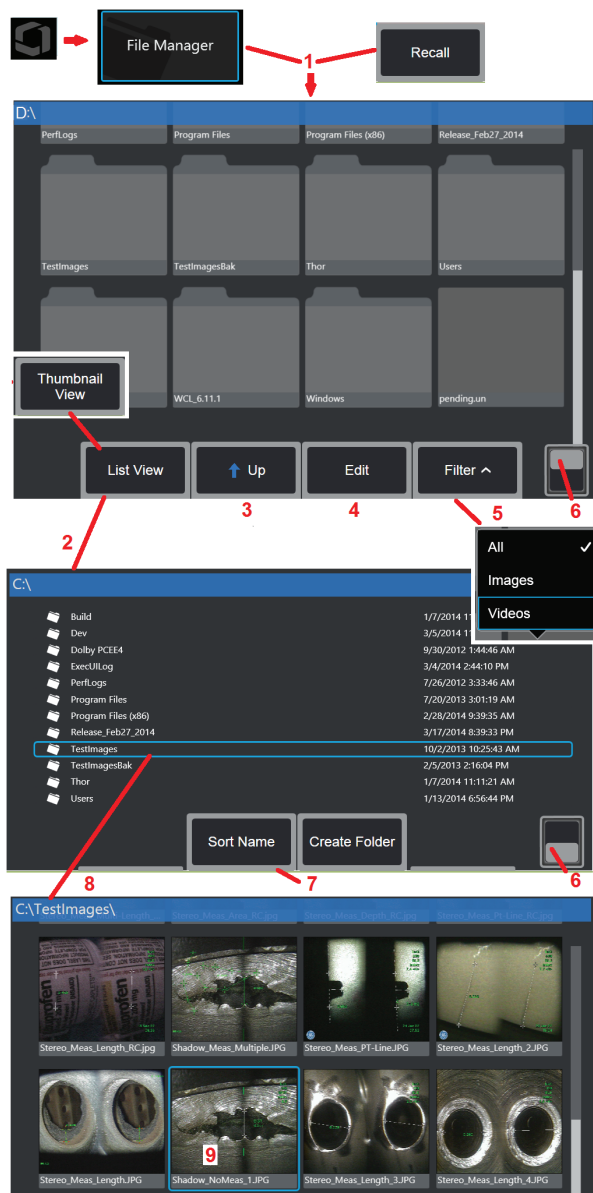 File Manager
1
Recall
D:\
PerfLogs
Program Files
Program Files (x86)
Release_Feb27_2014
TestImages
TestImagesBak
Thor
Users
Thumbnail View
WCL_6.11.1
Windows
pending.un
List View
Up
Edit
Filter
2
3
4
5
6
All
Images
Videos
C:\
Build 1/7/2014
Dev 3/5/2014
Dolby PCEE4 9/30/2012 1:44:46 AM
ExecUILog 3/4/2014 2:44:10 PM
PerfLogs 7/26/2012 3:33:46 AM
Program Files 7/20/2013 3:01:19 AM
Program Files (x86) 2/28/2014 9:39:35 AM
Release_Feb27_2014 3/17/2014 8:39:33 PM
TestImages 10/2/2013 10:25:43 AM
TestImagesBak 2/5/2013 2:16:04 PM
Thor 1/7/2014 11:11:21 AM
Users 1/13/2014 6:56:44 PM
Sort Name
Create Folder
8
7
6
C:\TestImages\
Stereo_Meas_Area_RC.jpg
Stereo_Meas_Depth_RC.jpg
Stereo_Meas_Pt-Line_RC.jpg
Stereo_Meas_Length_RC.jpg
Shadow_Meas_Multiple.JPG
Stereo_Meas_PT-Line.JPG
Stereo_Meas_Length_2.JPG
9
Stereo_Meas_Length.JPG
Shadow_NoMeas_1.JPG
Stereo_Meas_Length_3.JPG
Stereo_Meas_Length_4.JPG